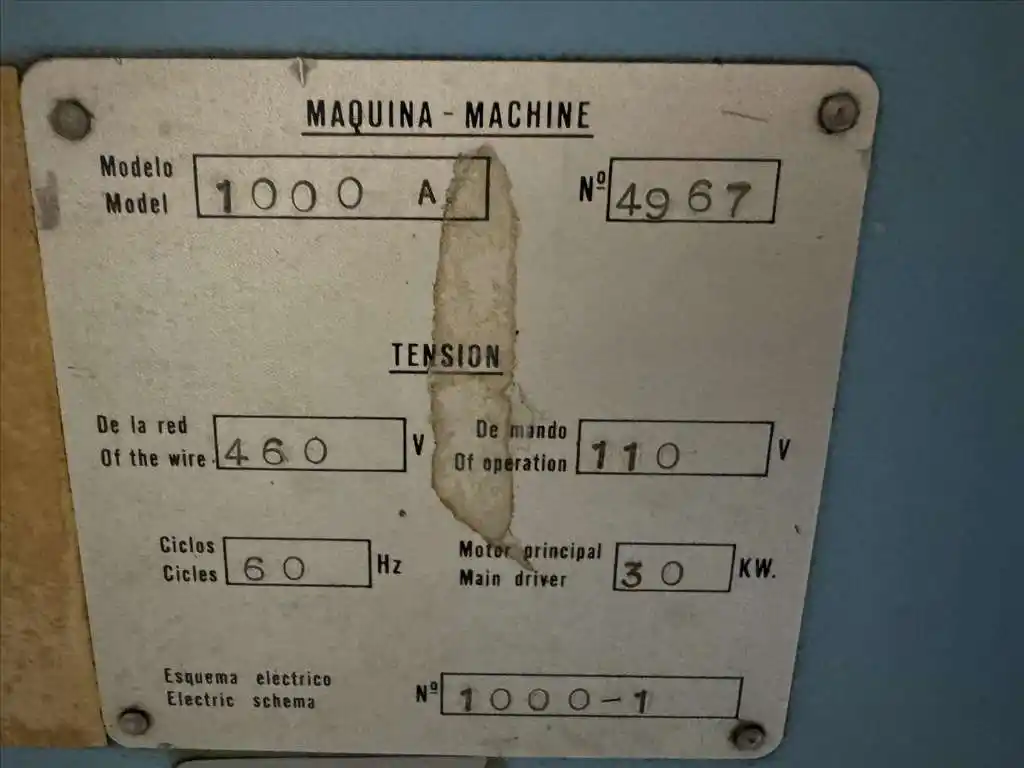 MAQUINA - MACHINE
Modelo
Model
1000 A
Nº 4967
TENSION
De la red
Of the wire
460 V
De mando
Of operation
110 V
Ciclos
Cicles
60 Hz
Motor principal
Main driver
30 KW.
Esquema eléctrico
Electric schema
Nº 1000-1